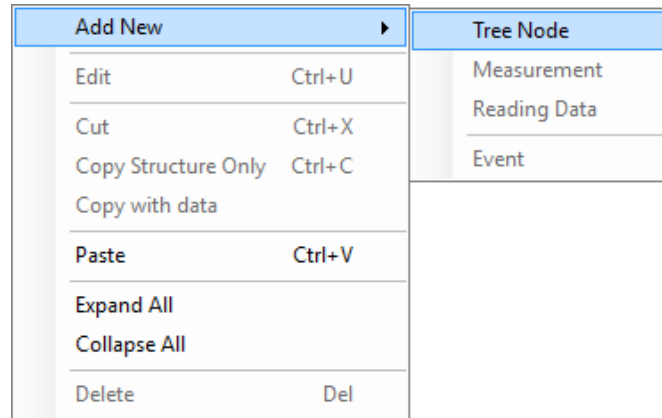 Add New
Edit Ctrl+U
Cut Ctrl+X
Copy Structure Only Ctrl+C
Copy with data
Paste Ctrl+V
Expand All
Collapse All
Delete Del
Tree Node
Measurement
Reading Data
Event